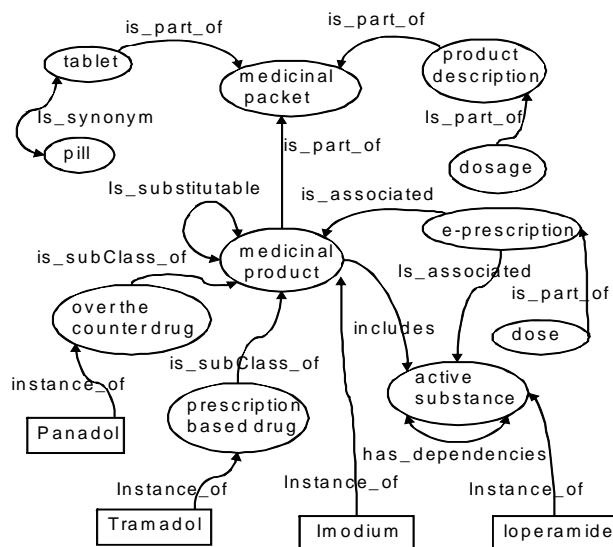 is_part_of
is_part_of
tablet
medicinal
packet
product
description
Is_synonym
pill
is_part_of
Is_part_of
dosage
Is_substitutable
is_associated
e-prescription
is_subClass_of
medicinal
product
Is_associated
is_part_of
over the
counter drug
includes
dose
is_subClass_of
instance_of
active
substance
prescription
based drug
Panadol
has_dependencies
Instance_of
Instance_of
Instance_of
Tramadol
Imodium
loperamide